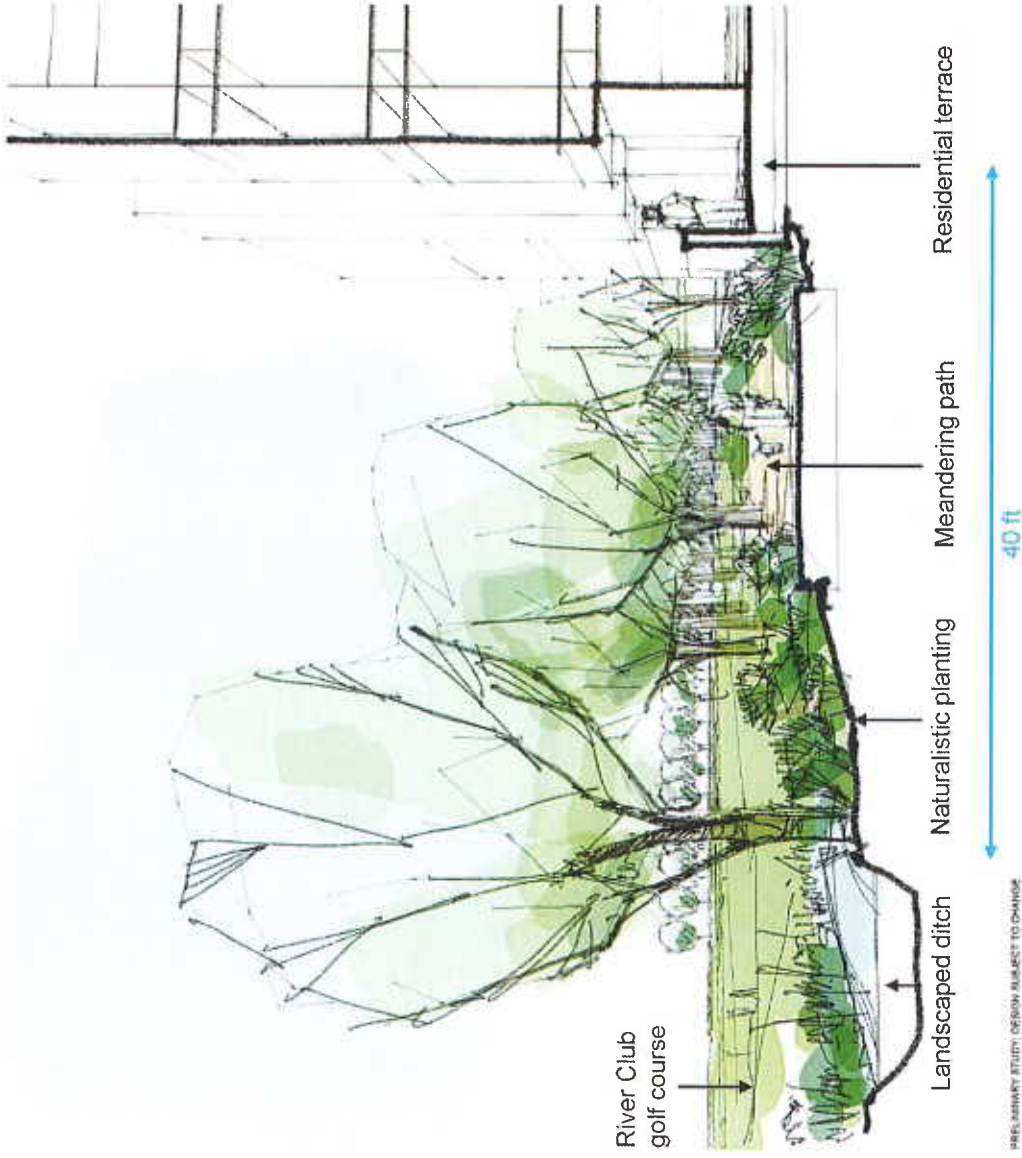 River Club
golf course
Landscaped ditch
Naturalistic planting
Meandering path
Residential terrace
40 ft
PRELIMINARY STUDY: DESIGN SUBJECT TO CHANGE